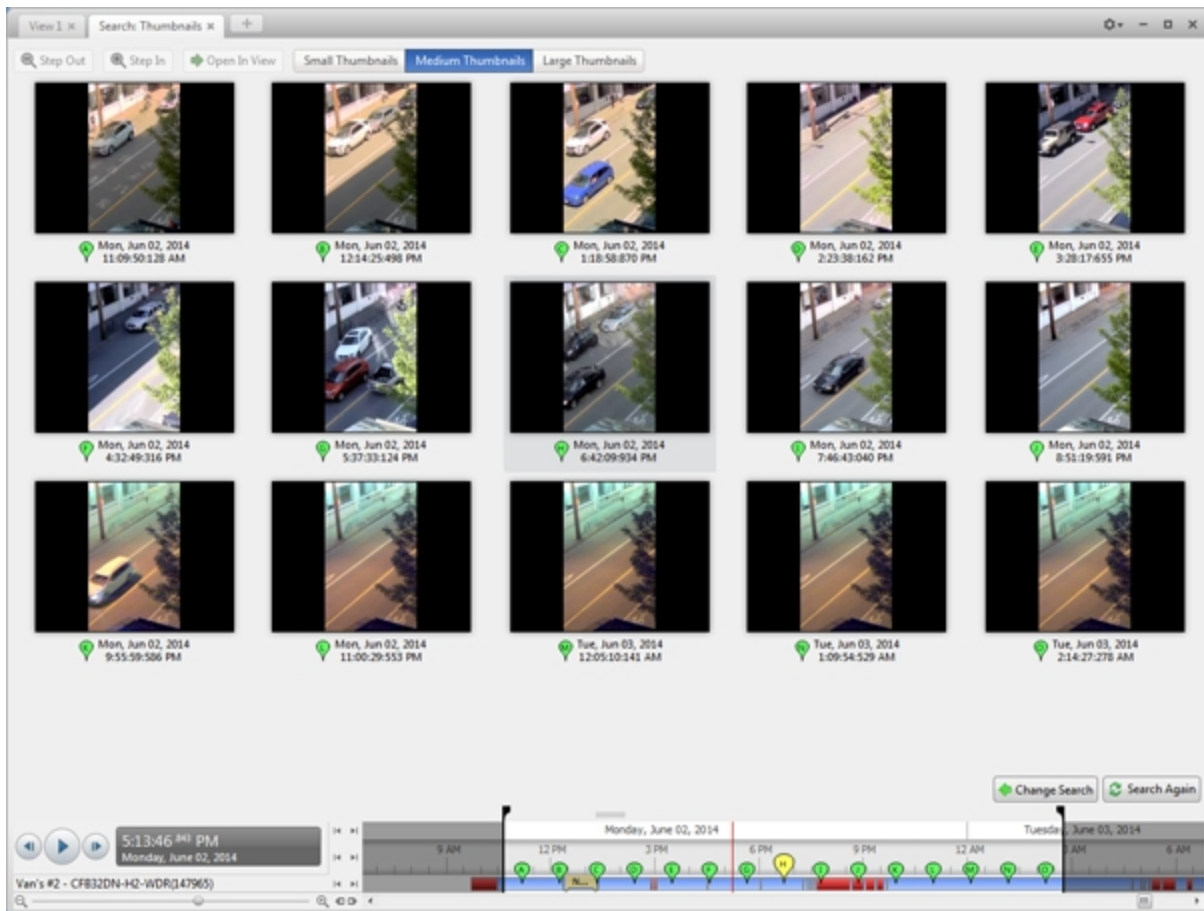 View 1 ×
Search: Thumbnails ×
+
Step Out
Step In
Open In View
Small Thumbnails
Medium Thumbnails
Large Thumbnails
A Mon, Jun 02, 2014
11:09:50:128 AM
B Mon, Jun 02, 2014
12:14:25:498 PM
C Mon, Jun 02, 2014
1:18:58:870 PM
D Mon, Jun 02, 2014
2:23:38:162 PM
E Mon, Jun 02, 2014
3:28:17:655 PM
F Mon, Jun 02, 2014
4:32:49:316 PM
G Mon, Jun 02, 2014
5:37:33:124 PM
H Mon, Jun 02, 2014
6:42:09:934 PM
I Mon, Jun 02, 2014
7:46:43:040 PM
J Mon, Jun 02, 2014
8:51:19:591 PM
K Mon, Jun 02, 2014
9:55:59:586 PM
L Mon, Jun 02, 2014
11:00:29:553 PM
M Tue, Jun 03, 2014
12:05:10:141 AM
N Tue, Jun 03, 2014
1:09:54:529 AM
O Tue, Jun 03, 2014
2:14:27:278 AM
Change Search
Search Again
5:13:46 .843 PM
Monday, June 02, 2014
Monday, June 02, 2014
Tuesday, June 03, 2014
9 AM
12 PM
3 PM
6 PM
9 PM
12 AM
AM
6 AM
A B C D E F G H I J K L M N O
N...
Van's #2 - CFB32DN-H2-WDR(147965)